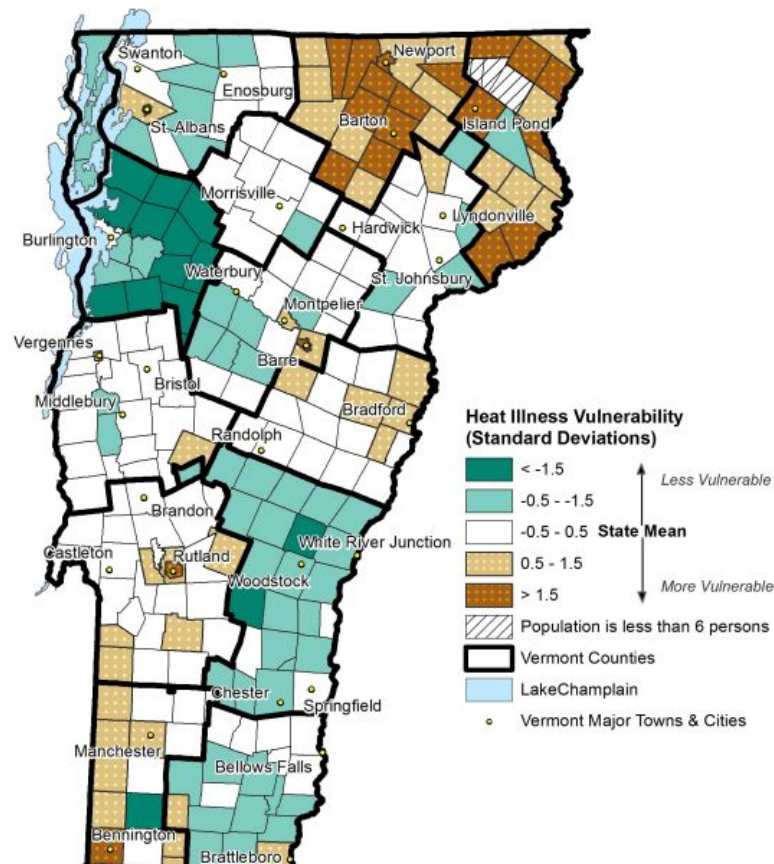 Swanton
Newport
Enosburg
St. Albans
Barton
Island Pond
Morrisville
Hardwick
Lyndonville
Burlington
Waterbury
St. Johnsbury
Montpelier
Vergennes
Barre
Bristol
Middlebury
Bradford
Randolph
Brandon
White River Junction
Castleton
Rutland
Woodstock
Chester
Springfield
Manchester
Bellows Falls
Bennington
Brattleboro
Heat Illness Vulnerability
(Standard Deviations)
< -1.5
Less Vulnerable
-0.5 - -1.5
-0.5 - 0.5 State Mean
0.5 - 1.5
> 1.5
More Vulnerable
Population is less than 6 persons
Vermont Counties
LakeChamplain
Vermont Major Towns & Cities